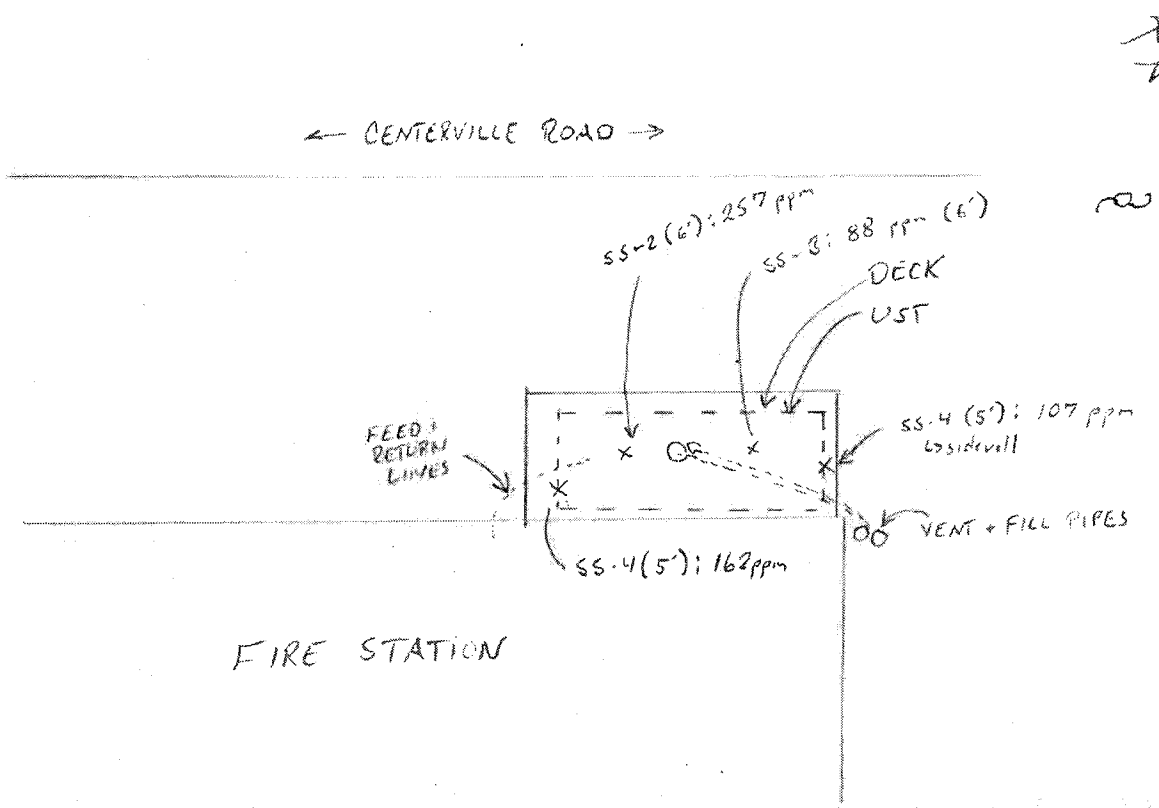 ← CENTERVILLE ROAD →
SS-2 (6'): 257 ppm
SS-3: 88 ppm (6')
DECK
UST
SS-4 (5'): 107 ppm
↳ sidewall
FEED +
RETURN
LINES
VENT + FILL PIPES
SS-4 (5'): 162 ppm
FIRE STATION